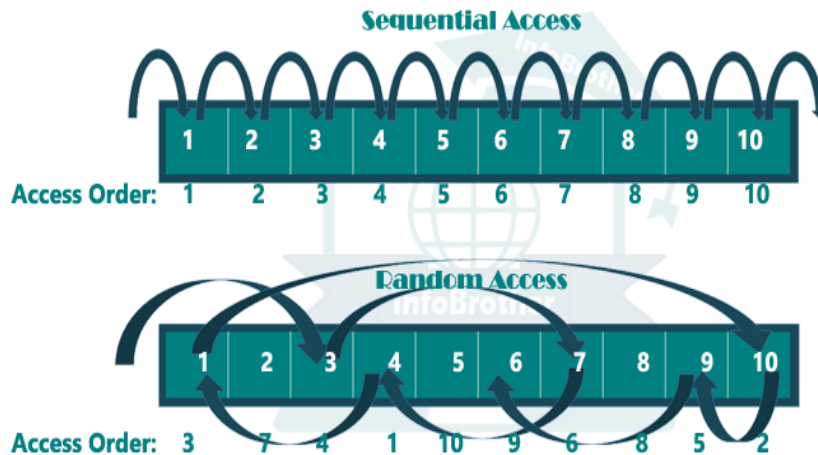 Sequential Access
InfoBrother
1 2 3 4 5 6 7 8 9 10
Access Order: 1 2 3 4 5 6 7 8 9 10
Random Access
InfoBrother
1 2 3 4 5 6 7 8 9 10
Access Order: 3 7 4 1 10 9 6 8 5 2